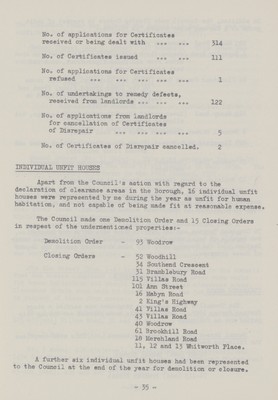 No. of applications for Certificates
received or being dealt with ... ... 314
No. of Certificates issued ... ... 311
No. of applications for Certificates
refused ... ... ... ... 1
No. of undertakings to remedy defects,
received from landlords ... ... ... 122
No. of applications from landlords
for cancellation of Certificates
of Disrepair ... ... ... ... 5
No. of Certificates of Disrepair cancelled. 2
INDIVIDUAL UNFIT HOUSES
Apart from the Council's action with regard to the
declaration of clearance areas in the Borough, 16 individual unfit
houses were represented by me during the year as unfit for human
habitation, and not capable of being made fit at reasonable expense.
The Council made one Demolition Order and 15 Closing Orders
in respect of the undermentioned properties:-
Demolition Order - 93 Woodrow
Closing Orders - 52 Woodhill
34 Southend Crescent
31 Bramblebury Road
119 Villas Road
101 Ann Street
16 Mabyn Road
2 King's Highway
41 Villas Road
43 Villas Road
40 Woodrow
61 Brookhill Road
18 Heralund Road
11, 12 and 13 Whitworth Place.
A further six individual unfit houses had been represented
to the Council at the end of the year for demolition or closure.
- 35 -